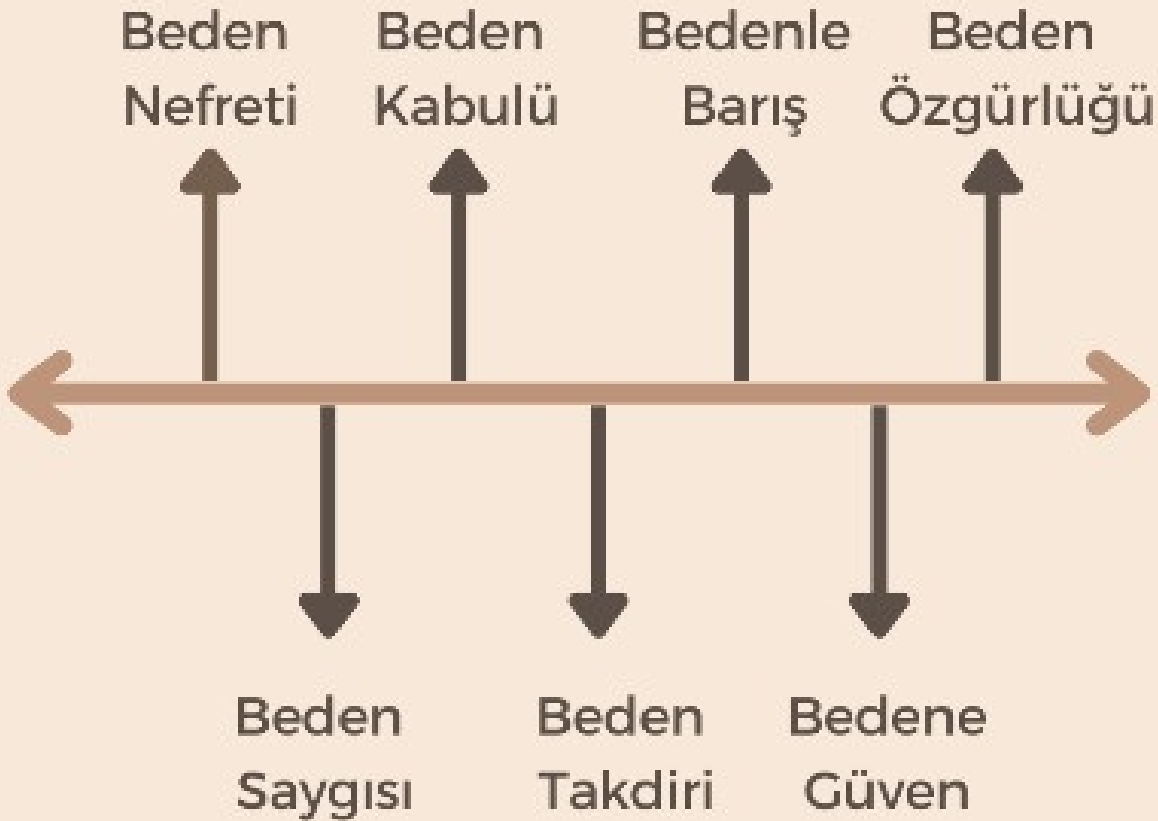 Beden
Nefreti
Beden
Kabulü
Bedenle
Barış
Beden
Özgürlüğü
Beden
Saygısı
Beden
Takdiri
Bedene
Güven